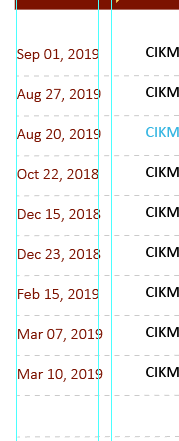 Sep 01, 2019 CIKM
Aug 27, 2019 CIKM
Aug 20, 2019 CIKM
Oct 22, 2018 CIKM
Dec 15, 2018 CIKM
Dec 23, 2018 CIKM
Feb 15, 2019 CIKM
Mar 07, 2019 CIKM
Mar 10, 2019 CIKM